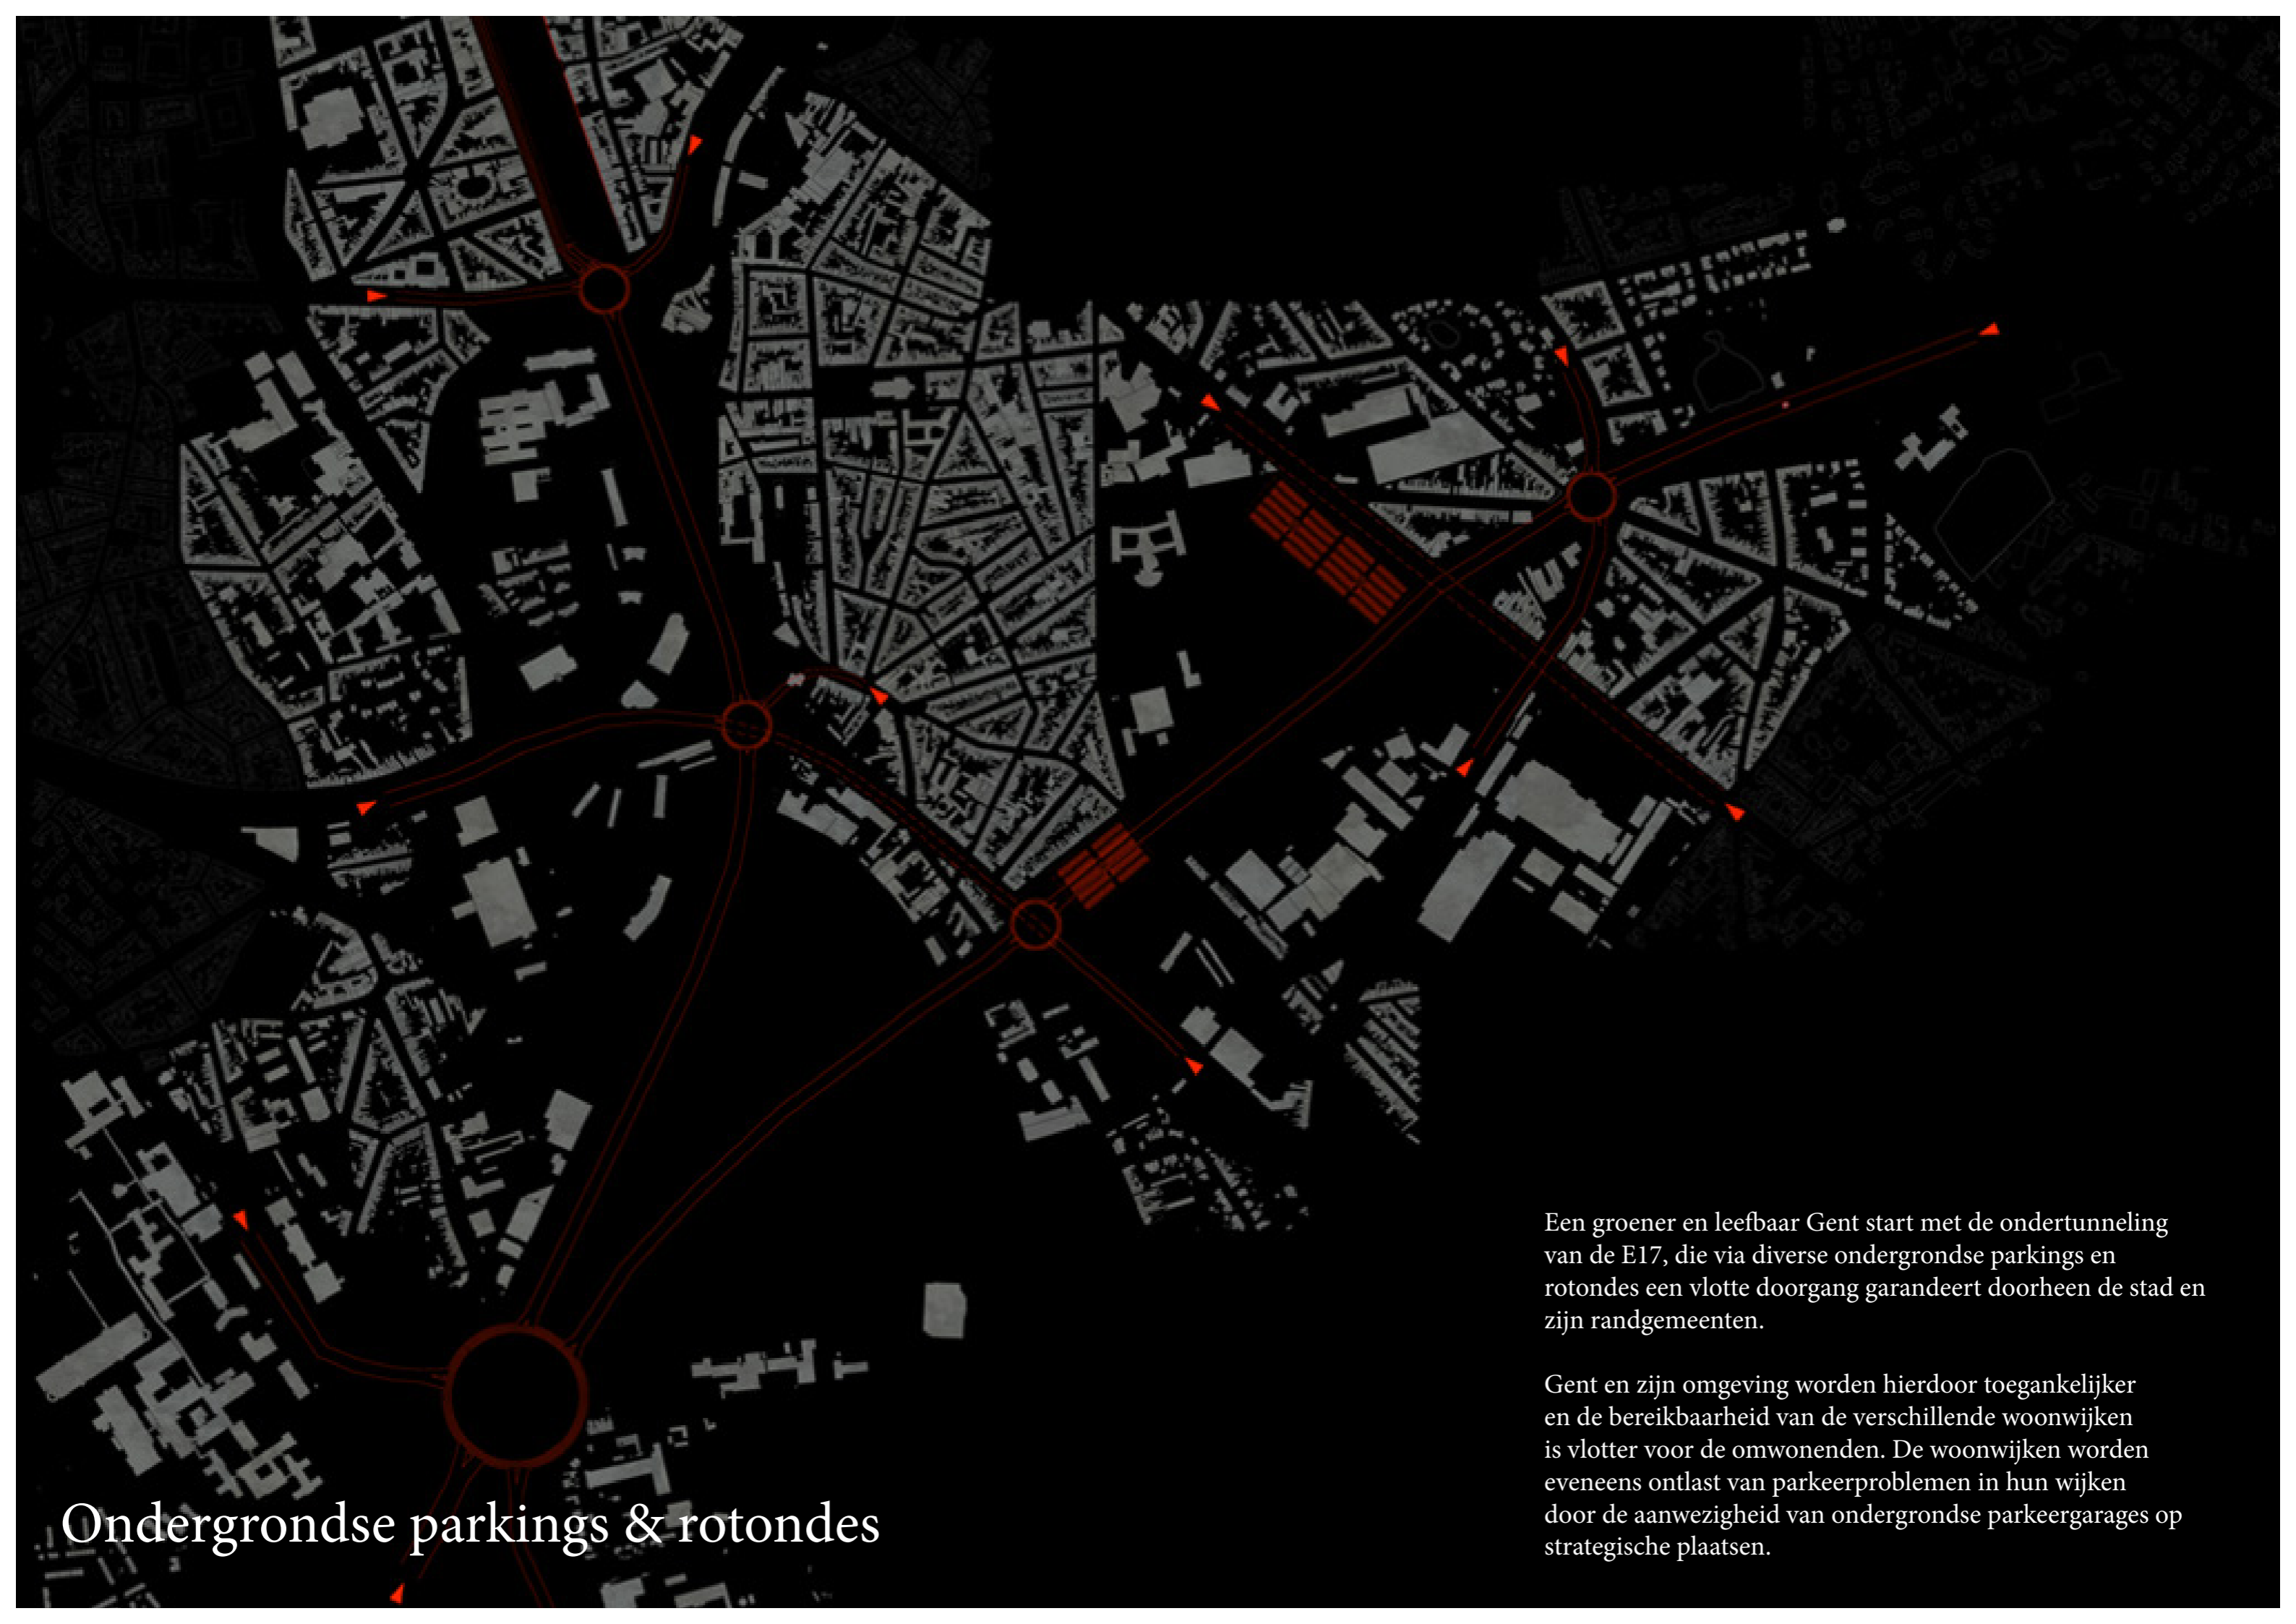 Een groener en leefbaar Gent start met de ondertunneling
van de E17, die via diverse ondergrondse parkings en
rotondes een vlotte doorgang garandeert doorheen de stad en
zijn randgemeenten.
Gent en zijn omgeving worden hierdoor toegankelijker
en de bereikbaarheid van de verschillende woonwijken
is vlotter voor de omwonenden. De woonwijken worden
eveneens ontlast van parkeerproblemen in hun wijken
door de aanwezigheid van ondergrondse parkeergarages op
strategische plaatsen.
Ondergrondse parkings & rotondes